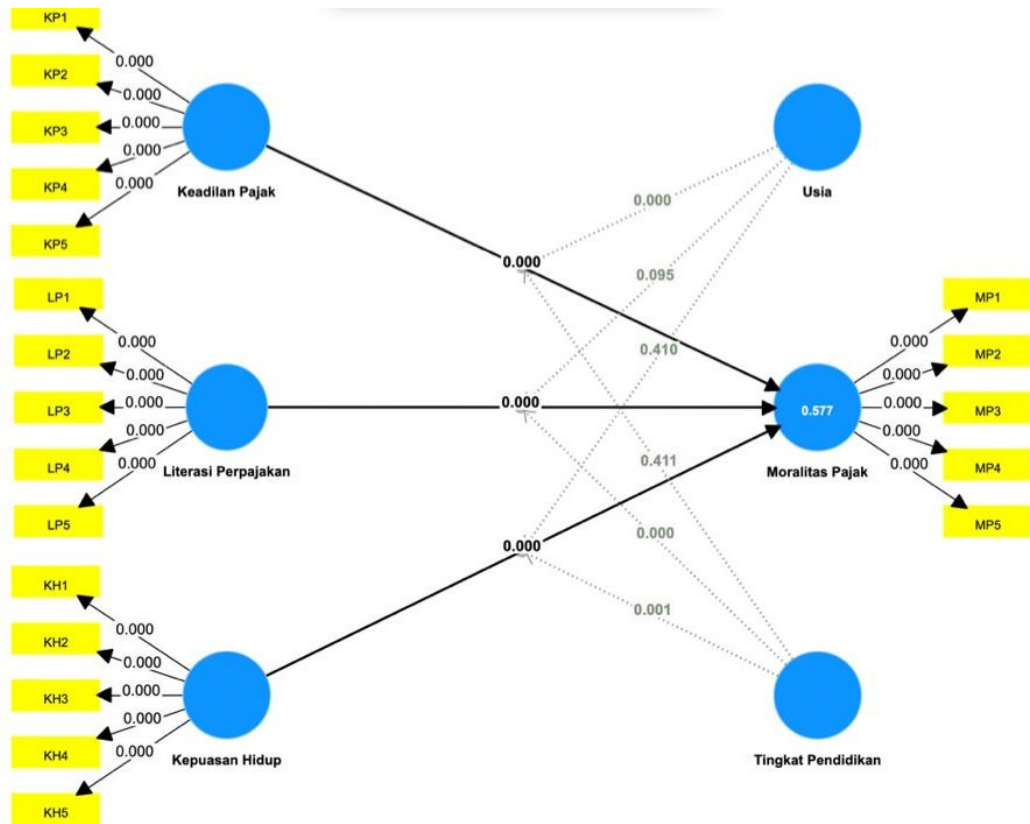 KP1
0.000
KP2
0.000
KP3
0.000
KP4
0.000
KP5
0.000
Keadilan Pajak
LP1
0.000
LP2
0.000
LP3
0.000
LP4
0.000
LP5
0.000
Literasi Perpajakan
KH1
0.000
KH2
0.000
KH3
0.000
KH4
0.000
KH5
0.000
Kepuasan Hidup
0.000
0.000
0.000
Usia
0.000
0.095
0.410
0.411
0.000
0.001
Tingkat Pendidikan
0.577
Moralitas Pajak
MP1
0.000
MP2
0.000
MP3
0.000
MP4
0.000
MP5
0.000